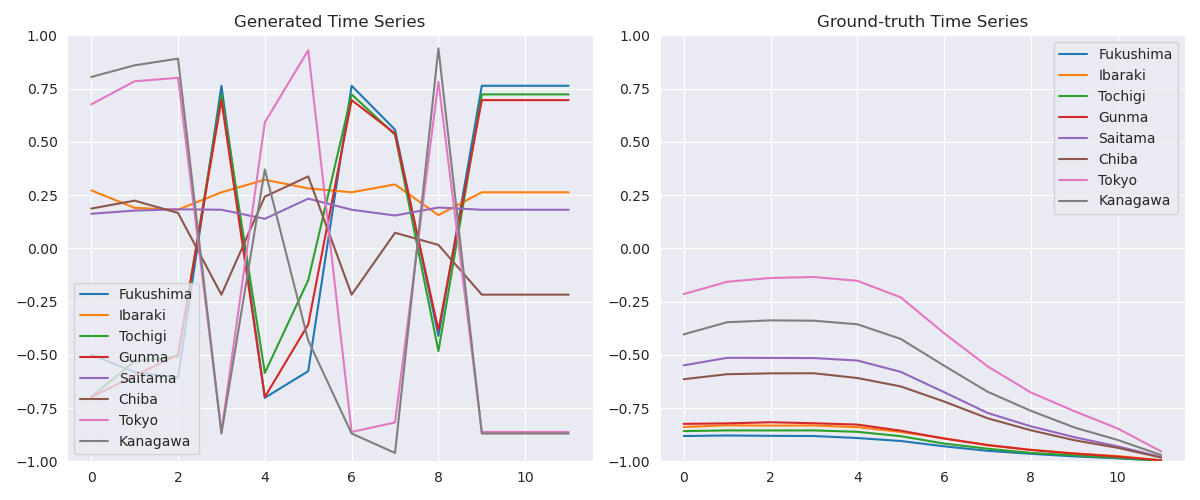 Generated Time Series
1.00
0.75
0.50
0.25
0.00
−0.25
−0.50
−0.75
−1.00
0 2 4 6 8 10
Fukushima
Ibaraki
Tochigi
Gunma
Saitama
Chiba
Tokyo
Kanagawa
Ground-truth Time Series
1.00
0.75
0.50
0.25
0.00
−0.25
−0.50
−0.75
−1.00
0 2 4 6 8 10
Fukushima
Ibaraki
Tochigi
Gunma
Saitama
Chiba
Tokyo
Kanagawa